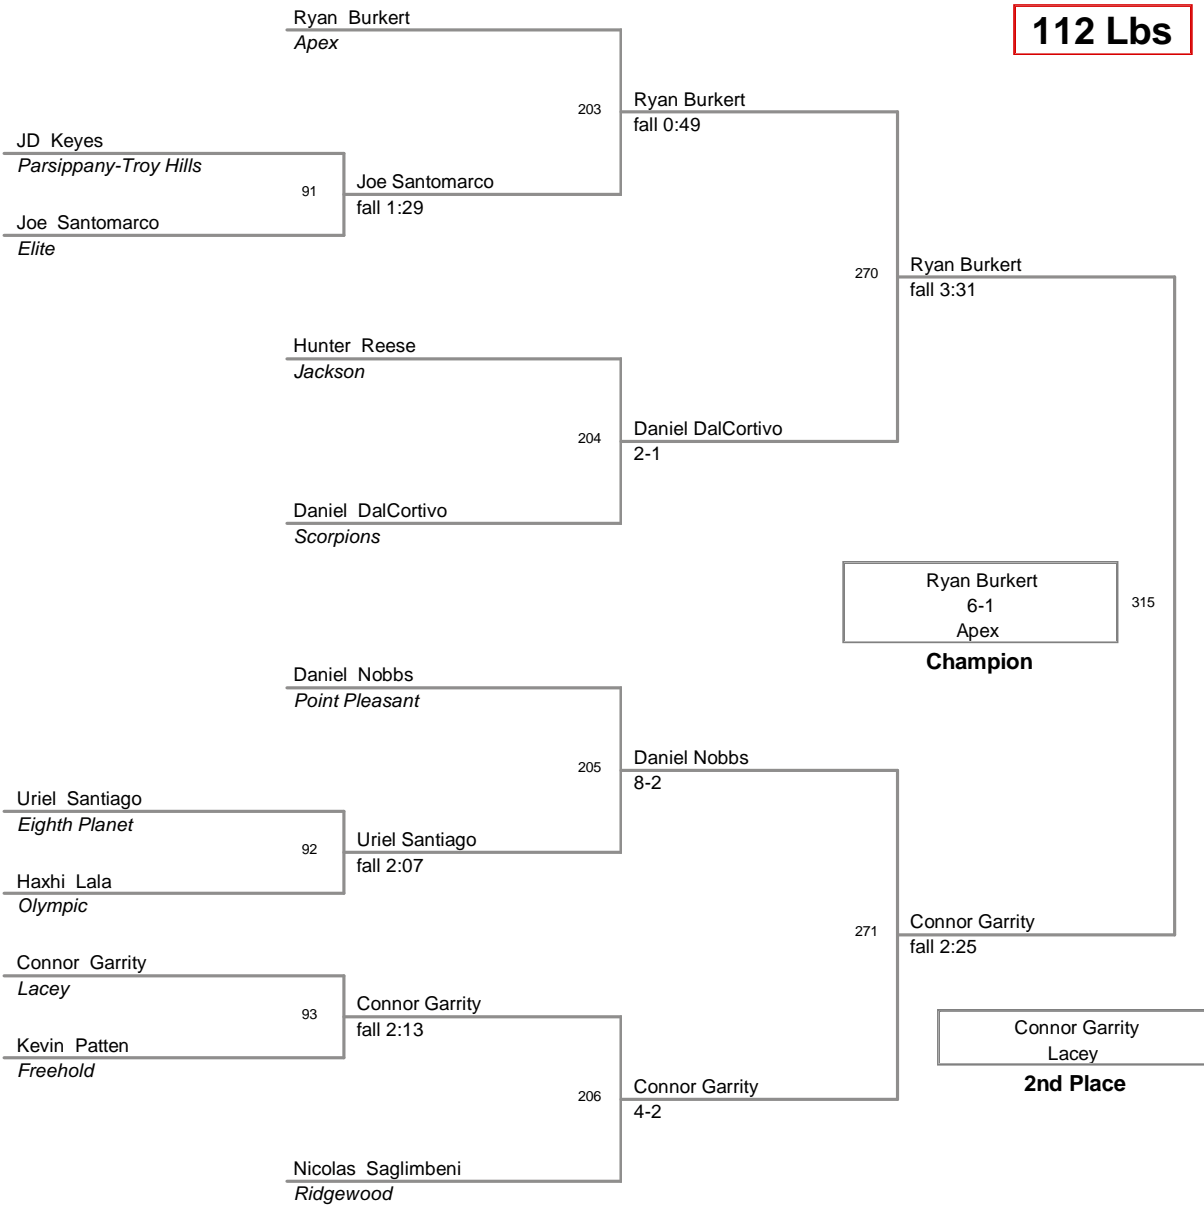 Ryan Burkert
Apex
112 Lbs
203
Ryan Burkert
fall 0:49
JD Keyes
Parsippany-Troy Hills
91
Joe Santomarco
fall 1:29
Joe Santomarco
Elite
270
Ryan Burkert
fall 3:31
Hunter Reese
Jackson
204
Daniel DalCortivo
2-1
Daniel DalCortivo
Scorpions
Ryan Burkert
6-1
Apex
315
Champion
Daniel Nobbs
Point Pleasant
205
Daniel Nobbs
8-2
Uriel Santiago
Eighth Planet
92
Uriel Santiago
fall 2:07
Haxhi Lala
Olympic
271
Connor Garrity
fall 2:25
Connor Garrity
Lacey
93
Connor Garrity
fall 2:13
Kevin Patten
Freehold
Connor Garrity
Lacey
2nd Place
206
Connor Garrity
4-2
Nicolas Saglimbeni
Ridgewood